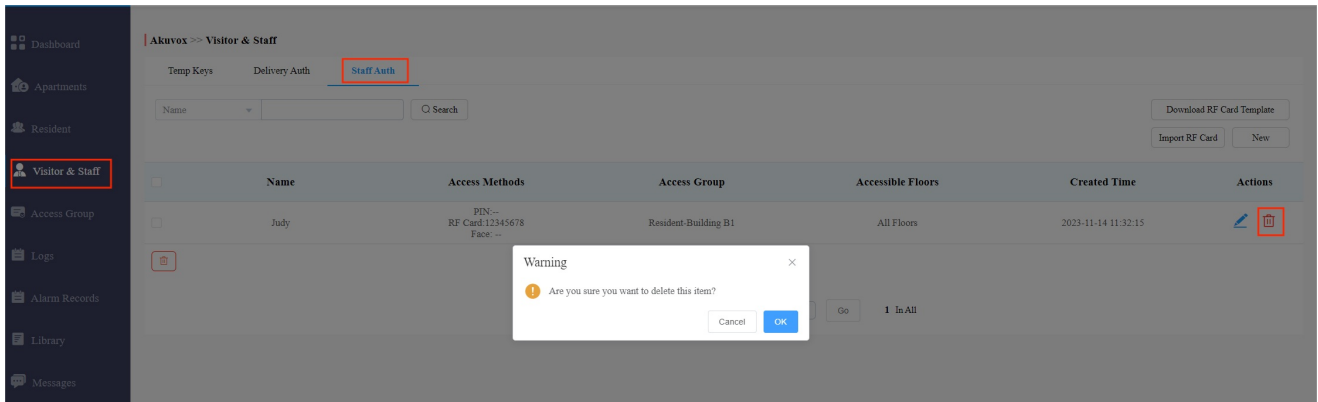 Dashboard
Akuvox >> Visitor & Staff
Temp Keys Delivery Auth Staff Auth
Apartments
Name Search Download RF Card Template
Resident
Import RF Card New
Visitor & Staff
Name Access Methods Access Group Accessible Floors Created Time Actions
Access Group
PIN:--
Judy RF Card:12345678 Resident-Building B1 All Floors 2023-11-14 11:32:15
Face: --
Logs
Warning
Are you sure you want to delete this item?
Alarm Records
Go 1 In All
Cancel OK
Library
Messages